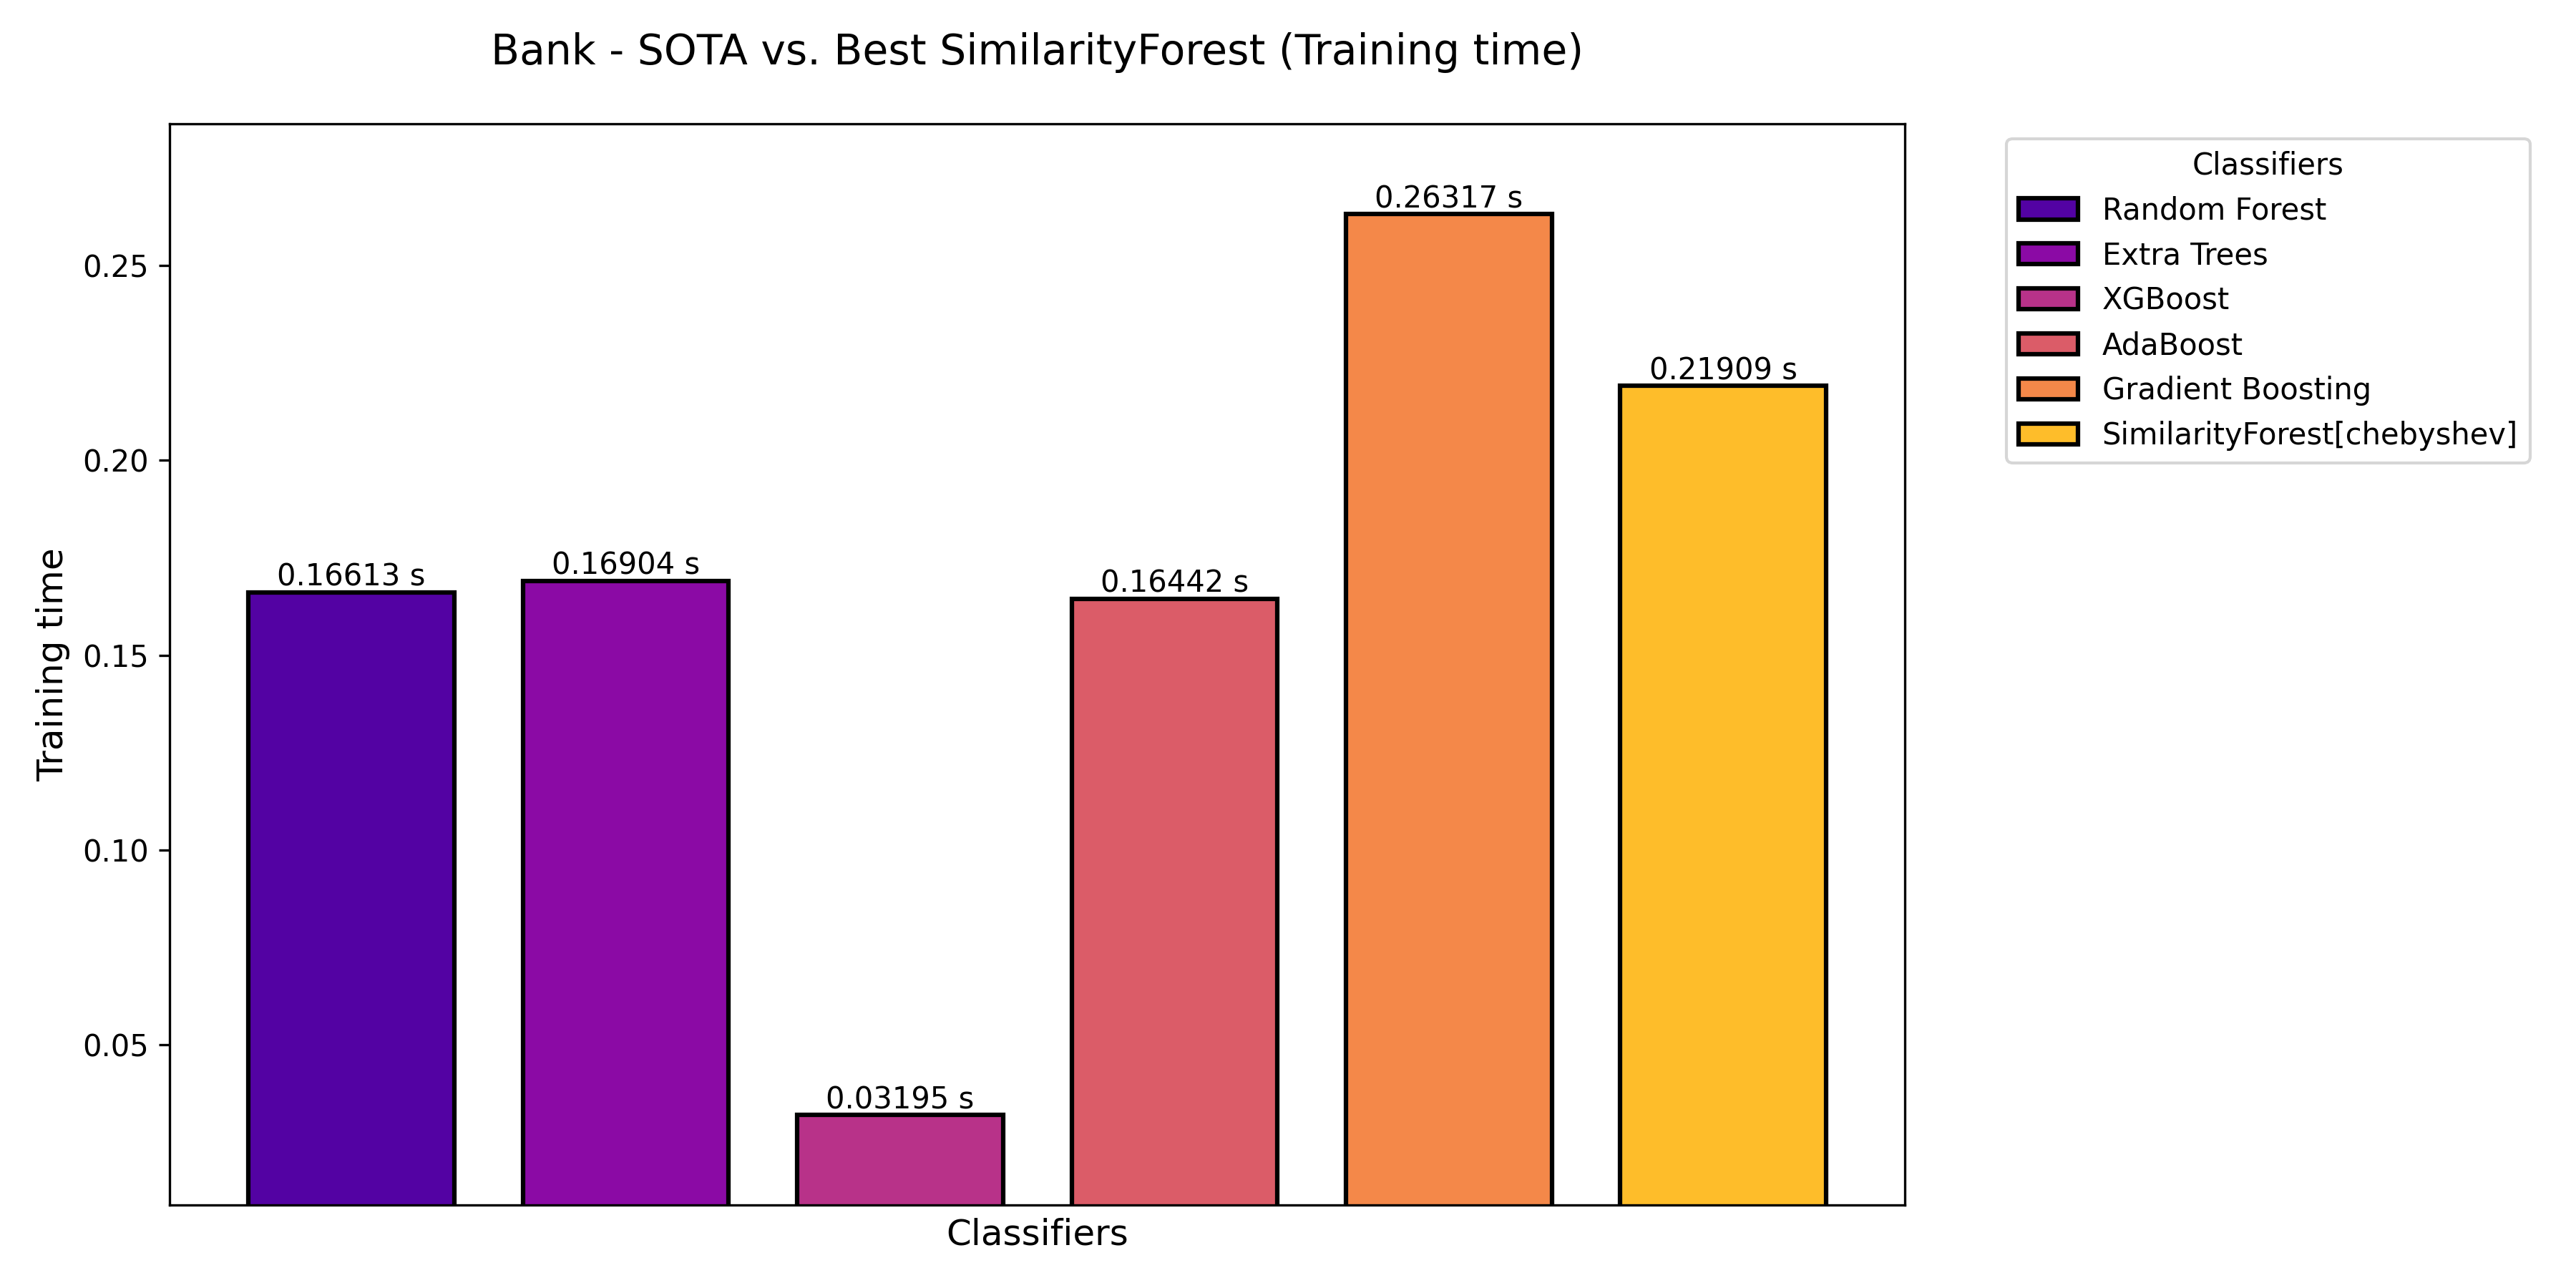 Bank - SOTA vs. Best SimilarityForest (Training time)
Training time
0.25
0.20
0.15
0.10
0.05
0.16613 s
0.16904 s
0.03195 s
0.16442 s
0.26317 s
0.21909 s
Classifiers
Classifiers
Random Forest
Extra Trees
XGBoost
AdaBoost
Gradient Boosting
SimilarityForest[chebyshev]